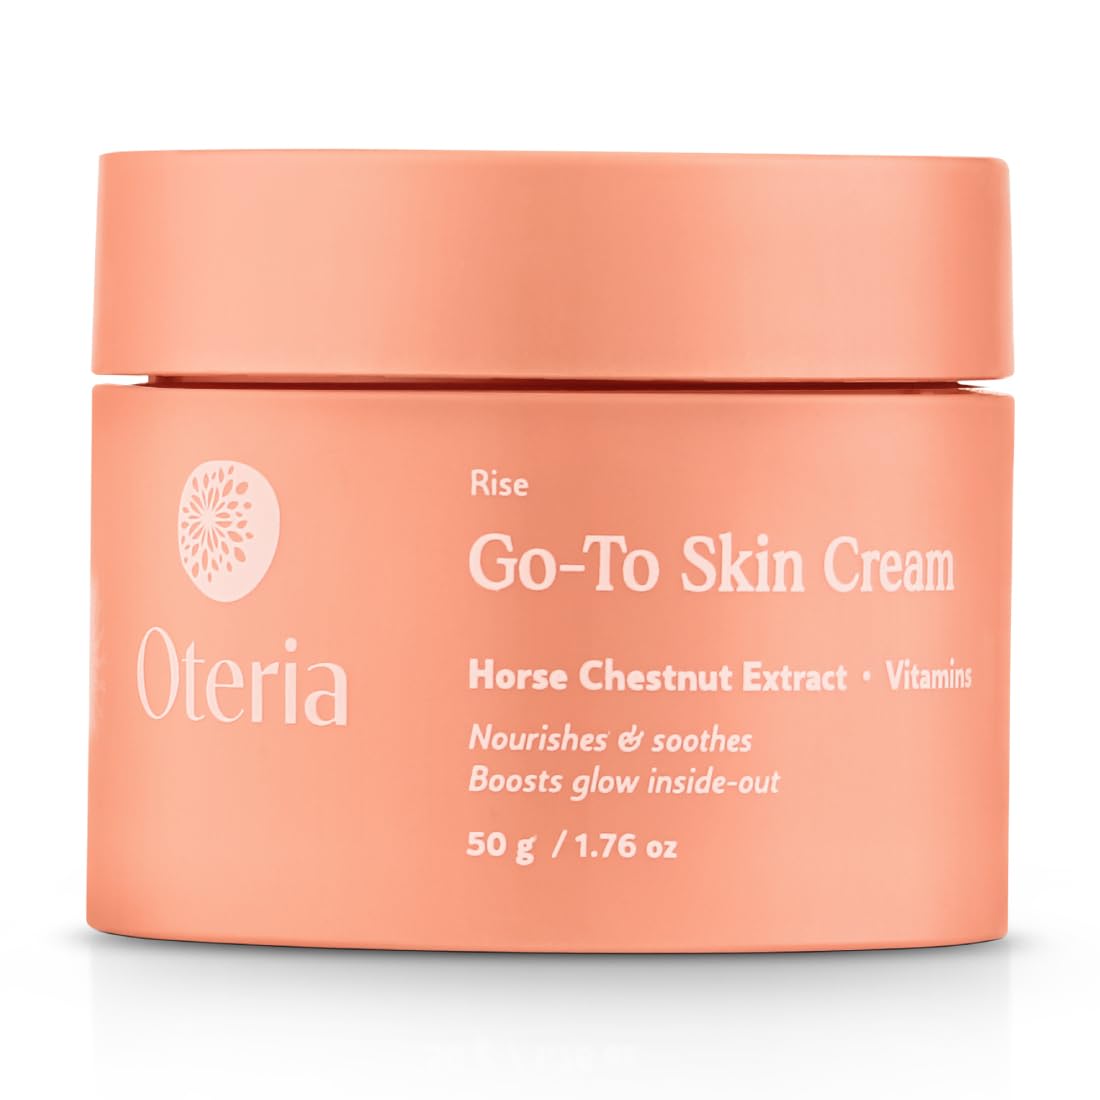 Oteria
Rise
Go-To Skin Cream
Horse Chestnut Extract · Vitamins
Nourishes & soothes
Boosts glow inside-out
50 g / 1.76 oz